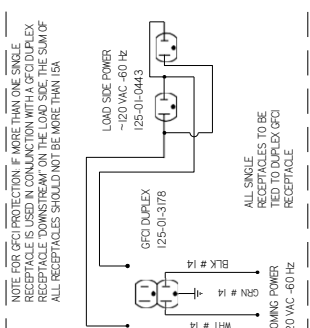 NOTE FOR GFCI PROTECTION: IF MORE THAN ONE SINGLE
RECEPTACLE IS USED IN CONJUNCTION WITH A GFCI DUPLEX
RECEPTACLE "DOWNSTREAM" ON THE LOAD SIDE, THE SUM OF
ALL RECEPTACLES SHOULD NOT BE MORE THAN 15A
LOAD SIDE POWER
~120 VAC -60 Hz
125-01-0443
GFCI DUPLEX
125-01-3178
ALL SINGLE
RECEPTACLES TO BE
TIED TO DUPLEX GFCI
RECEPTACLE
BLK # 14
GRN # 14
WHT # 14
OMING POWER
20 VAC -60 Hz